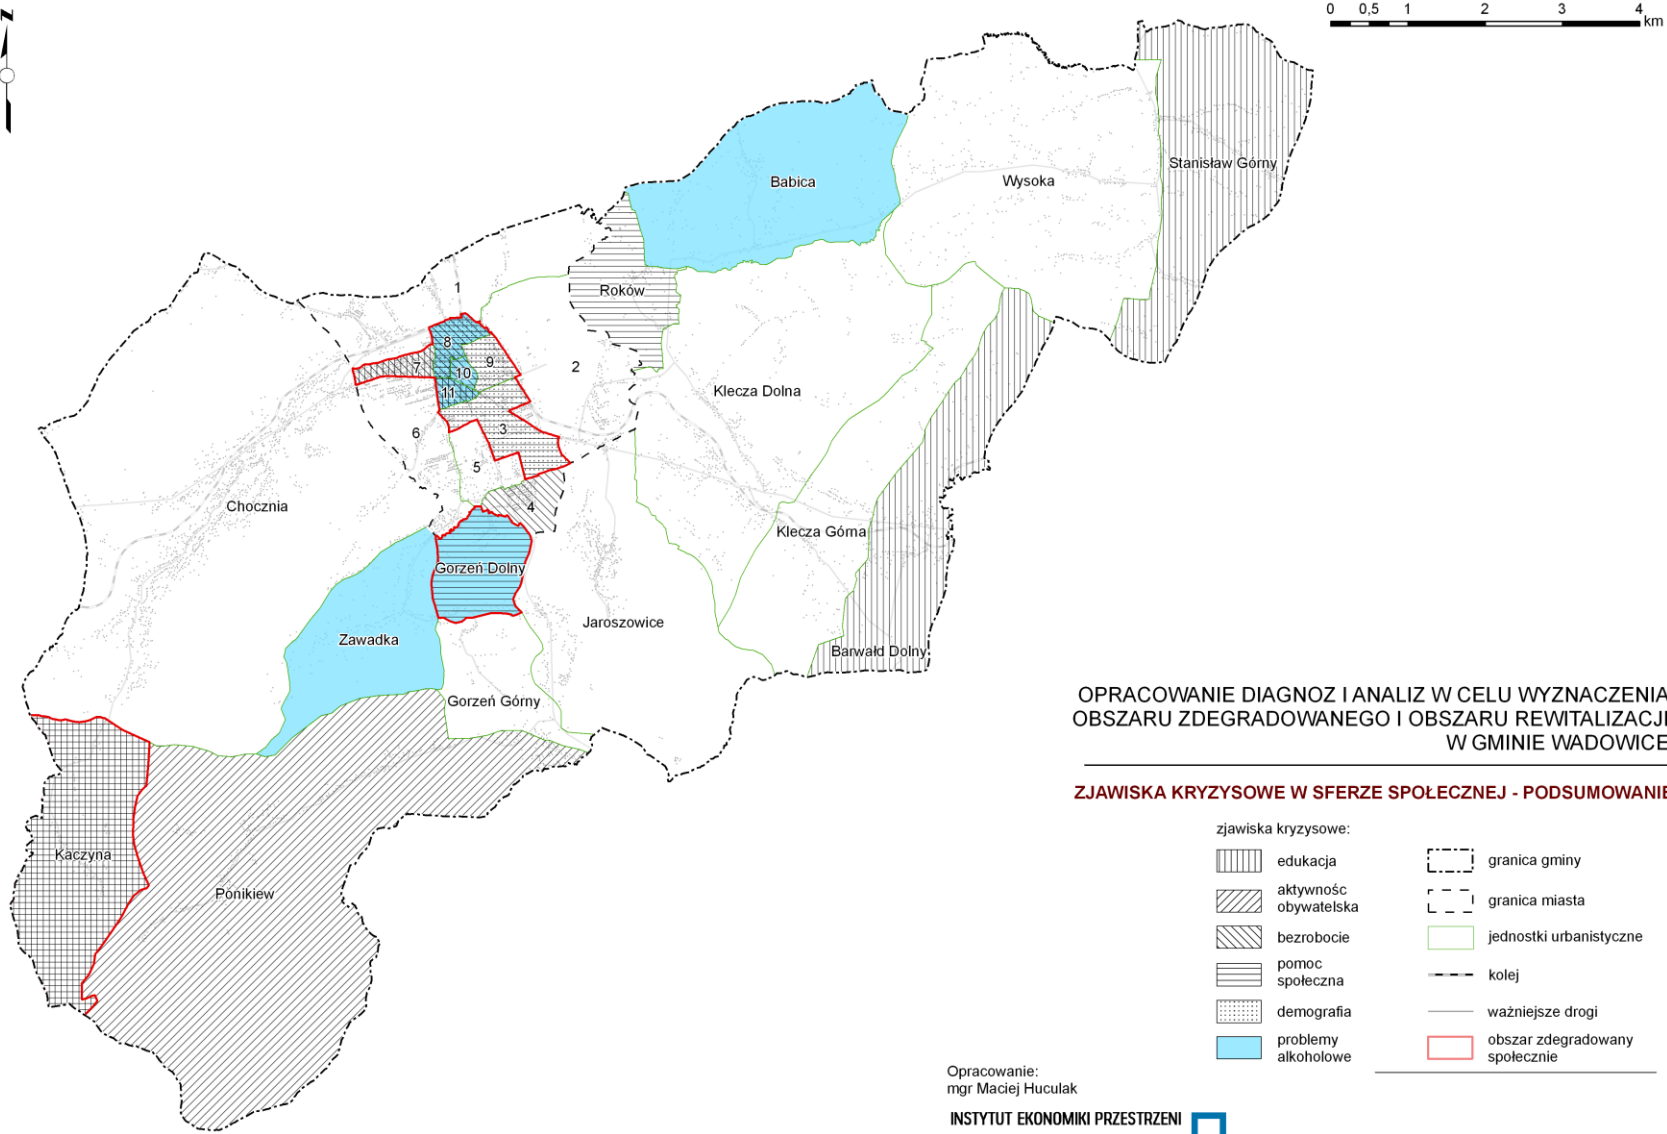 z
0 0,5 1 2 3 4
km
Stanisław Górny
Babica
Wysoka
Roków
1
8
9
2
7
10
11
Klecza Dolna
3
6
5
Chocznia
4
Klecza Górna
Gorzeń Dolny
Jaroszowice
Zawadka
Barwałd Dolny
Gorzeń Górny
Kaczyna
Ponikiew
OPRACOWANIE DIAGNOZ I ANALIZ W CELU WYZNACZENIA
OBSZARU ZDEGRADOWANEGO I OBSZARU REWITALIZACJI
W GMINIE WADOWICE
ZJAWISKA KRYZYSOWE W SFERZE SPOŁECZNEJ - PODSUMOWANIE
zjawiska kryzysowe:
edukacja
aktywnośc
obywatelska
bezrobocie
pomoc
społeczna
demografia
problemy
alkoholowe
granica gminy
granica miasta
jednostki urbanistyczne
kolej
ważniejsze drogi
obszar zdegradowany
społecznie
Opracowanie:
mgr Maciej Huculak
INSTYTUT EKONOMIKI PRZESTRZENI